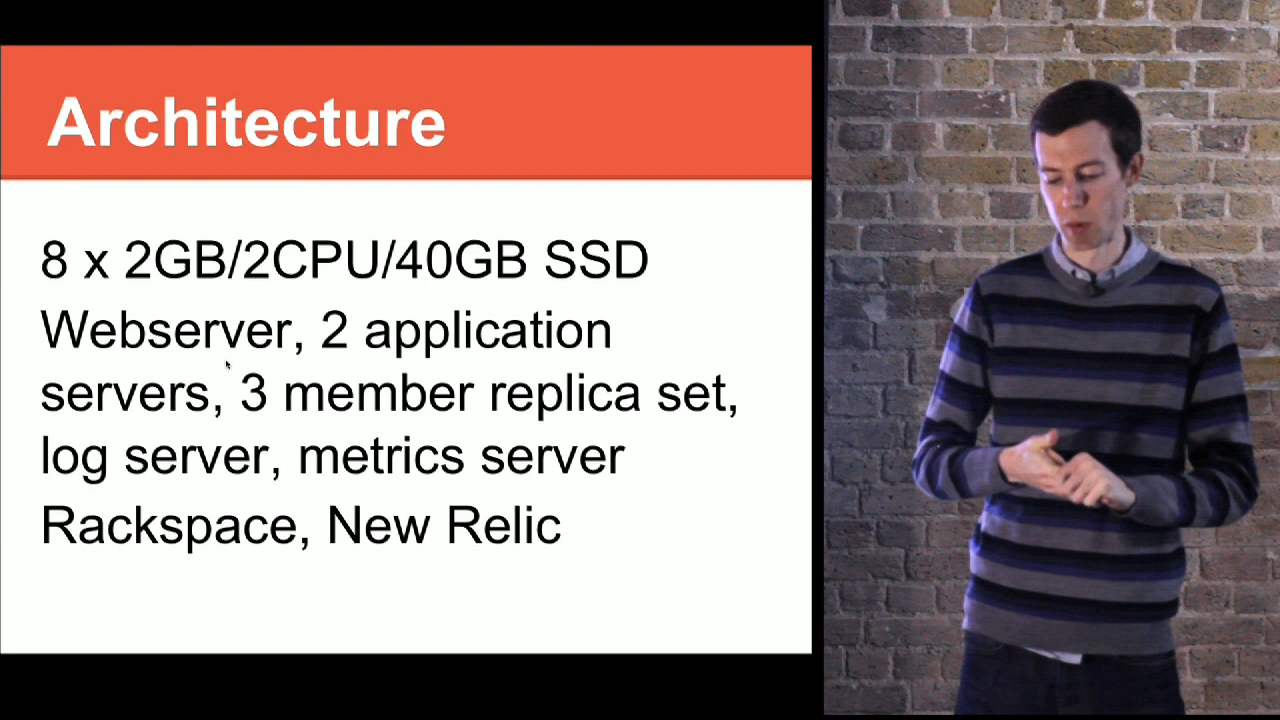 Architecture
8 x 2GB/2CPU/40GB SSD
Webserver, 2 application
servers, 3 member replica set,
log server, metrics server
Rackspace, New Relic